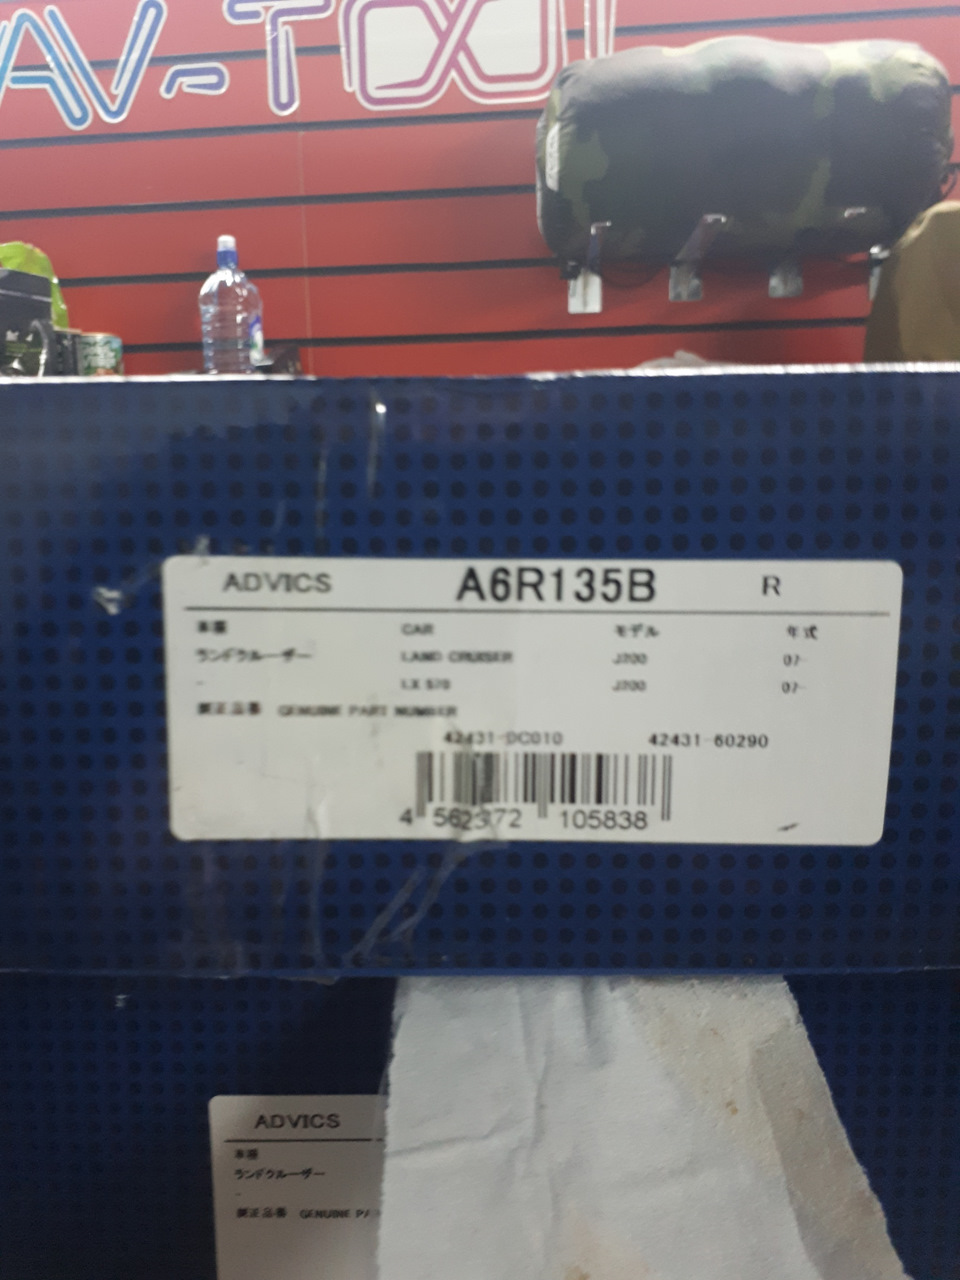 ADVICS A6R135B R
車種 CAR モデル 年式
ランドクルーザー LAND CRUISER J200 07-
- LX 570 J200 07-
純正品番 GENUINE PART NUMBER
42431-0C010 42431-60290
4 562372 105838
ADVICS
車種
ランドクルーザー
-
純正品番 GENUINE PA